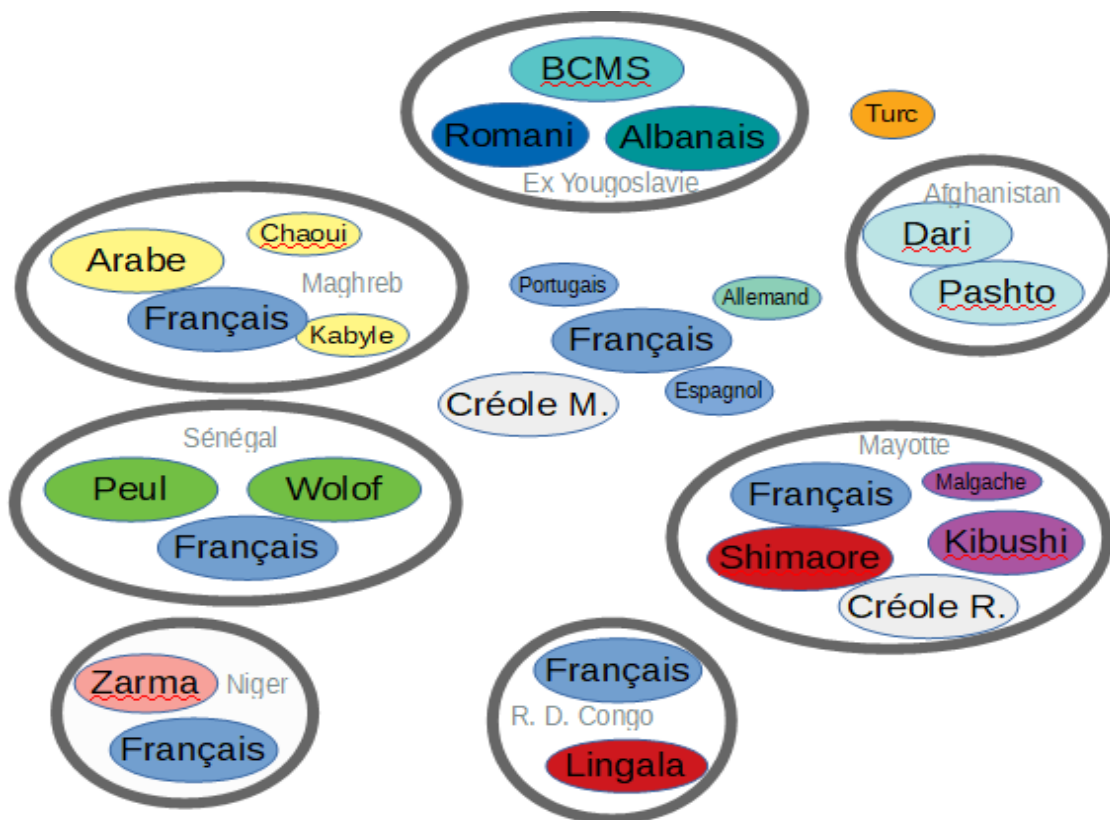 BCMS
Romani
Albanais
Ex Yougoslavie
Turc
Afghanistan
Dari
Pashto
Chaoui
Arabe
Maghreb
Français
Kabyle
Portugais
Allemand
Français
Espagnol
Créole M.
Sénégal
Peul
Wolof
Français
Mayotte
Français
Malgache
Shimaore
Kibushi
Créole R.
Zarma
Niger
Français
Français
R. D. Congo
Lingala